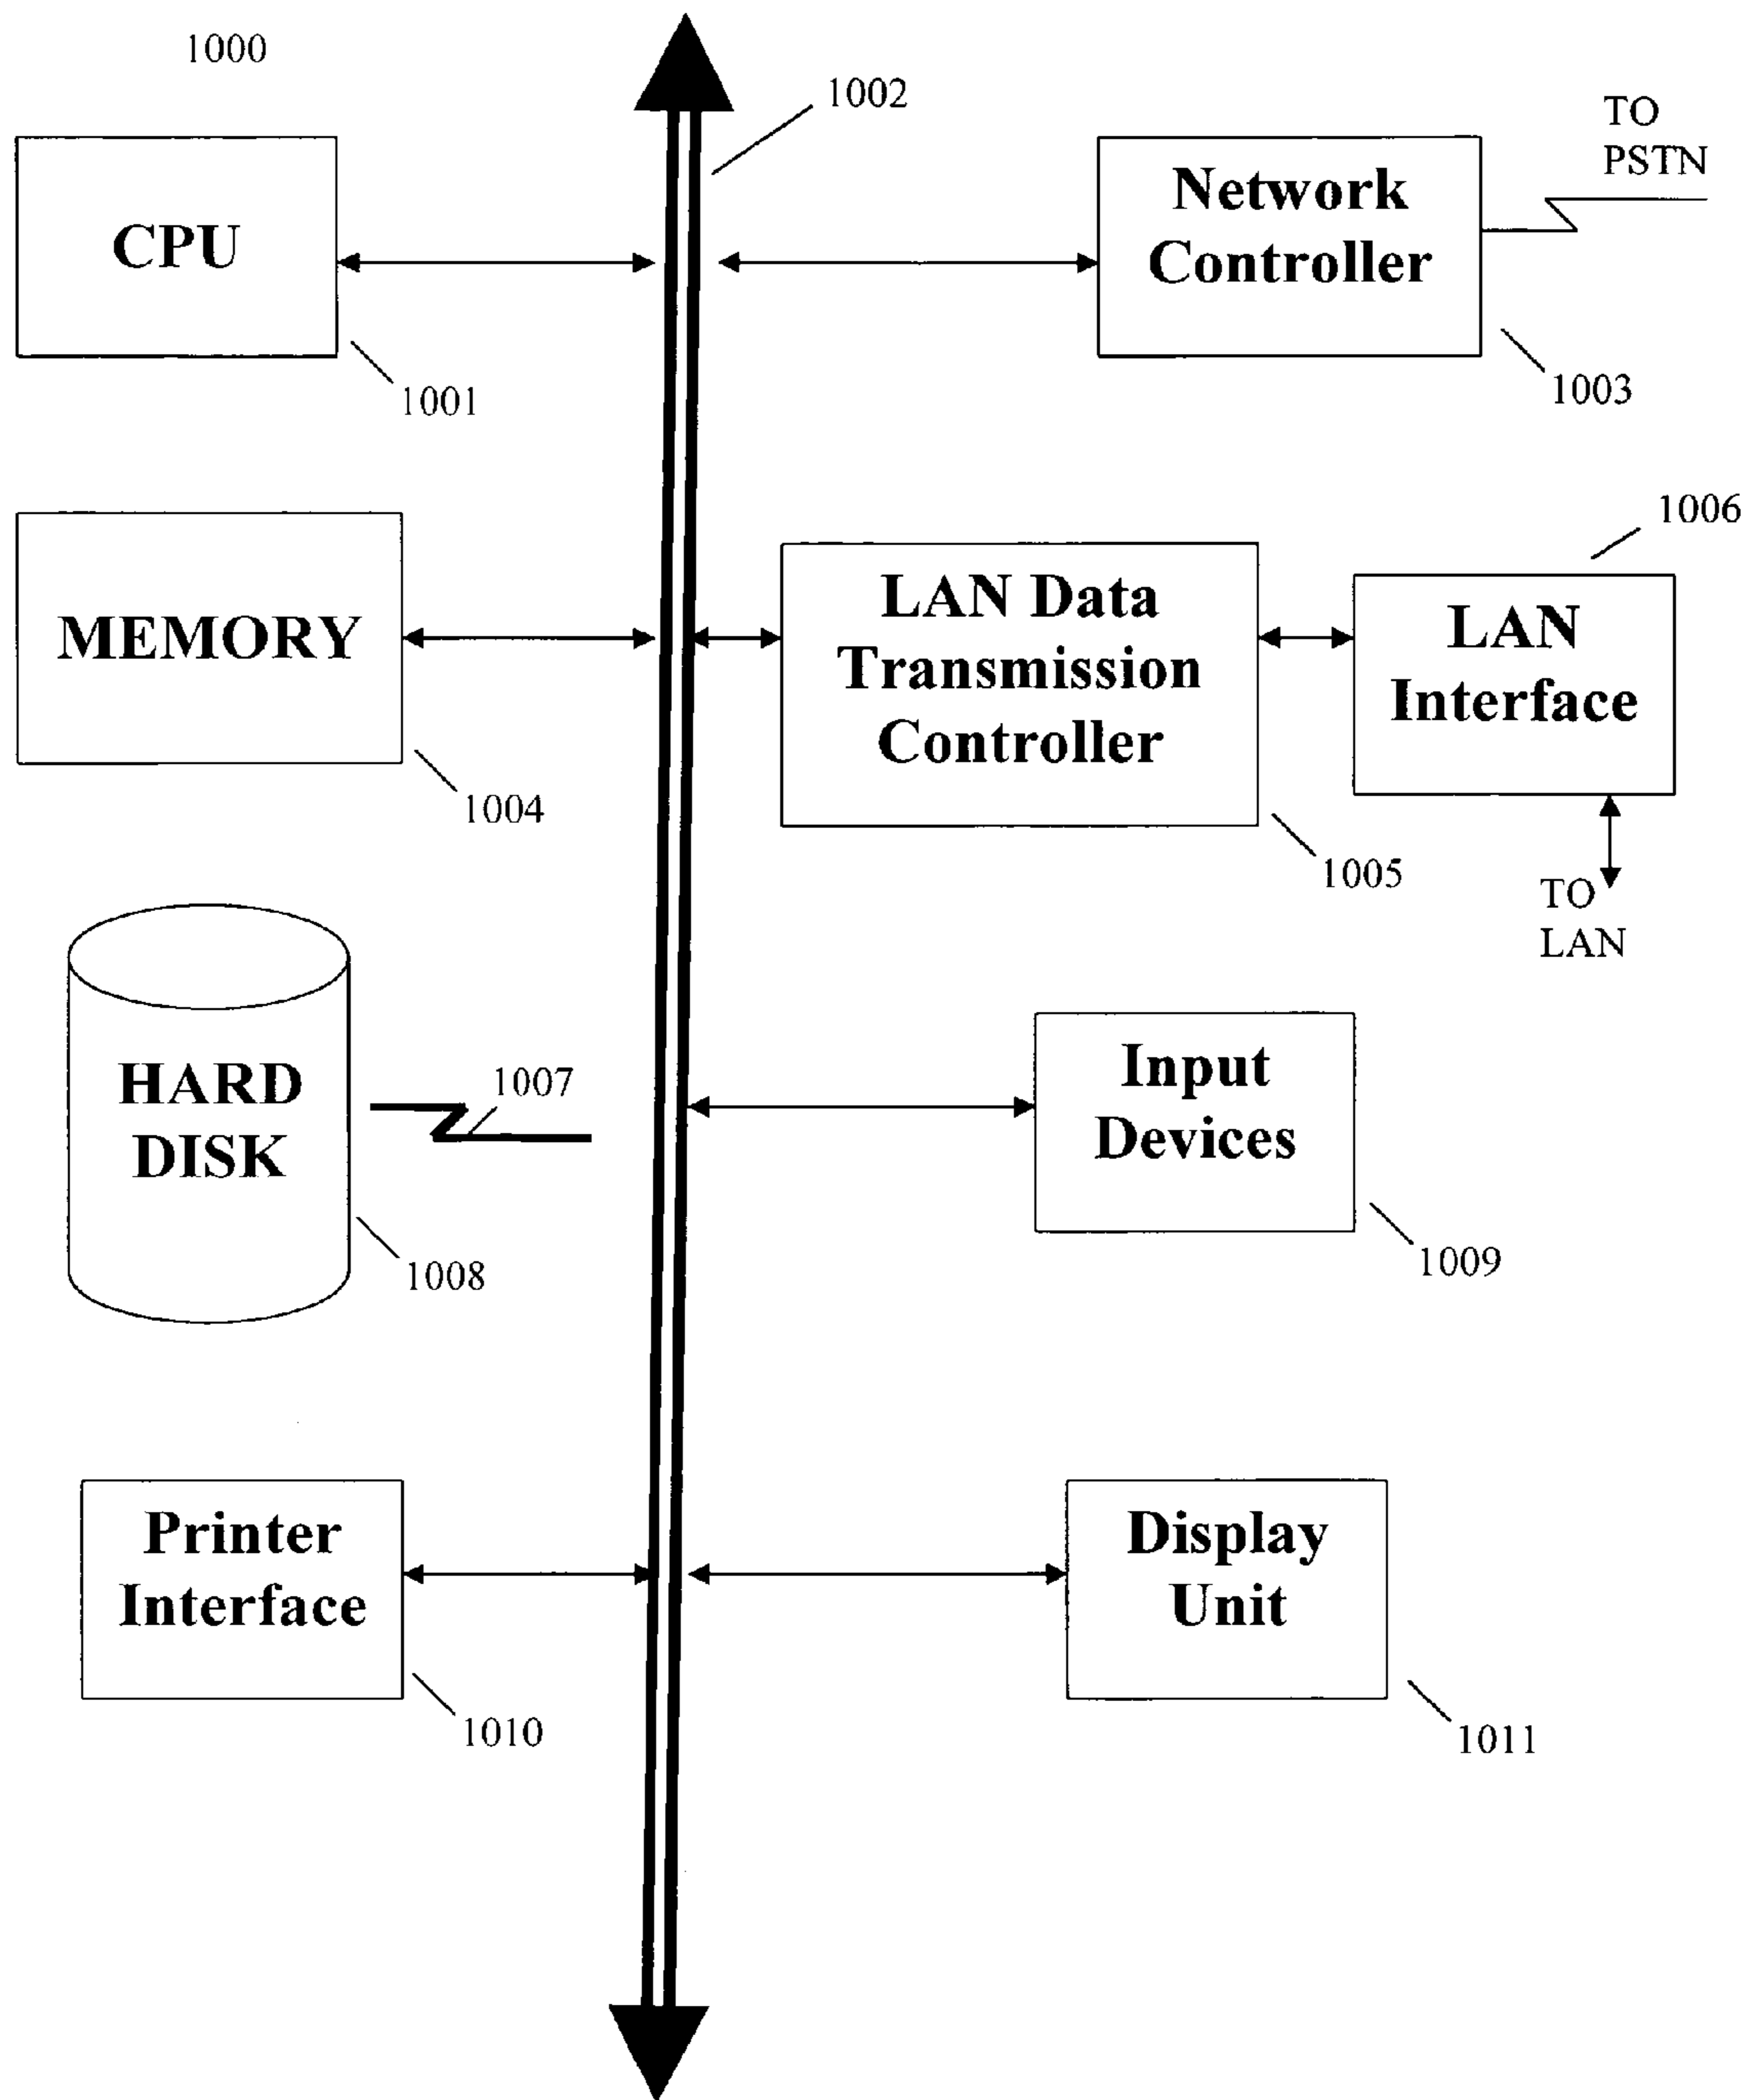 1000
1002
TO
PSTN
CPU
Network
Controller
1001
1003
1006
MEMORY
LAN Data
Transmission
Controller
LAN
Interface
1004
1005
TO
LAN
HARD
DISK
1007
Input
Devices
1008
1009
Printer
Interface
Display
Unit
1010
1011